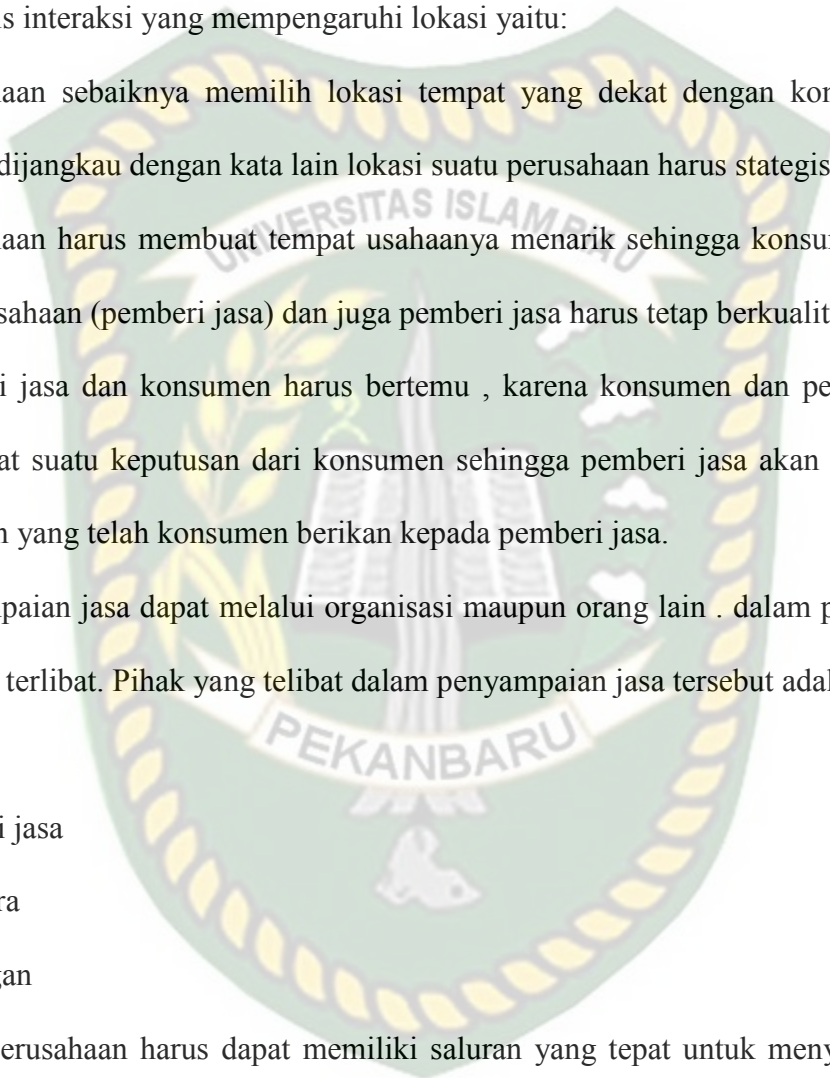 s interaksi yang mempengaruhi lokasi yaitu:
haan sebaiknya memilih lokasi tempat yang dekat dengan kon
dijangkau dengan kata lain lokasi suatu perusahaan harus stategis
UNIVERSITAS ISLAM RIAU
haan harus membuat tempat usahaanya menarik sehingga konsu
sahaan (pemberi jasa) dan juga pemberi jasa harus tetap berkualit
i jasa dan konsumen harus bertemu , karena konsumen dan pe
at suatu keputusan dari konsumen sehingga pemberi jasa akan
n yang telah konsumen berikan kepada pemberi jasa.
paian jasa dapat melalui organisasi maupun orang lain . dalam p
terlibat. Pihak yang telibat dalam penyampaian jasa tersebut adal
PEKANBARU
i jasa
ra
gan
erusahaan harus dapat memiliki saluran yang tepat untuk meny